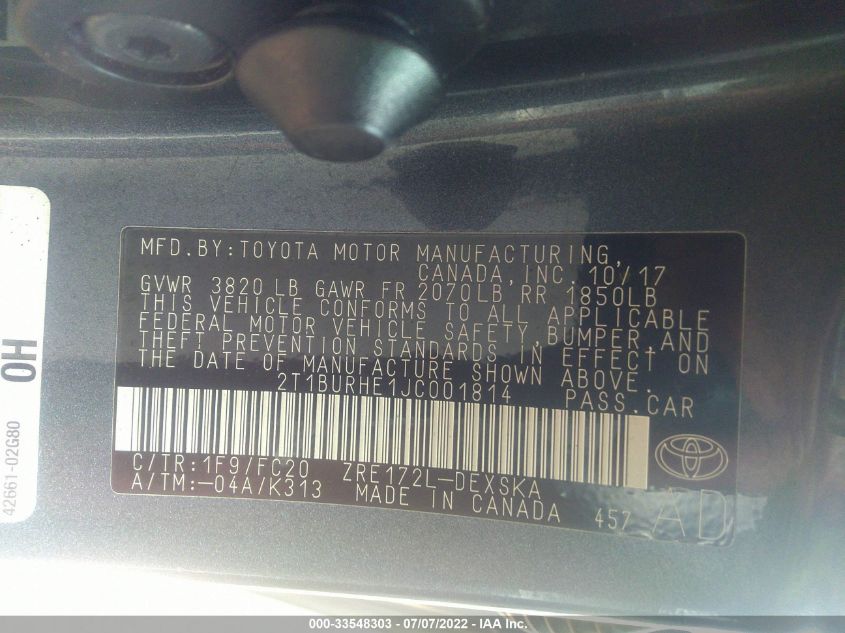 MFD.BY:TOYOTA MOTOR MANUFACTURING,
CANADA,INC. 10/17
GVWR 3820 LB GAWR FR 2070LB RR 1850LB
THIS VEHICLE CONFORMS TO ALL APPLICABLE
FEDERAL MOTOR VEHICLE SAFETY,BUMPER,AND
THEFT PREVENTION STANDARDS IN EFFECT ON
THE DATE OF MANUFACTURE SHOWN ABOVE.
2T1BURHE1JC001814 PASS.CAR
C/TR:1F9/FC20 ZRE172L-DEXSKA
A/TM:-04A/K313 MADE IN CANADA 457 AD
0H
42661-02G80
000-33548303 - 07/07/2022 - IAA Inc.